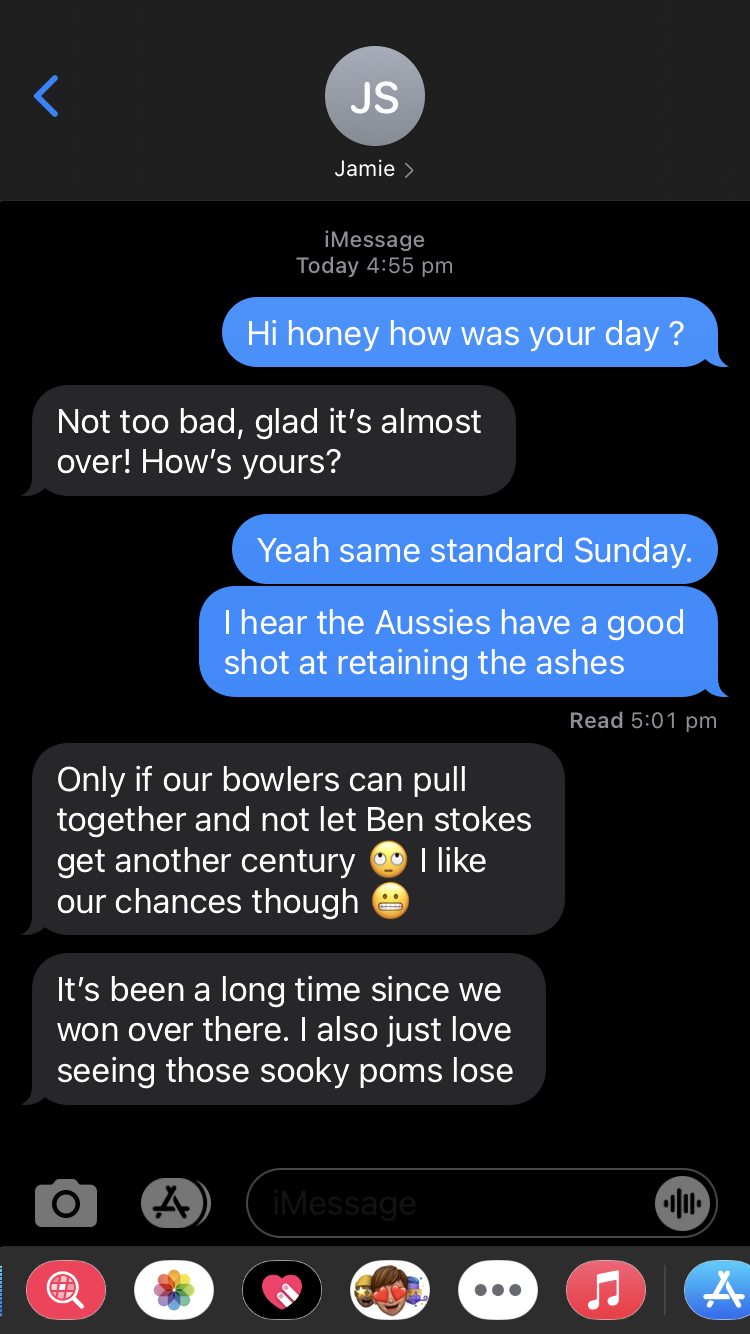 JS
Jamie
iMessage
Today 4:55 pm
Hi honey how was your day ?
Not too bad, glad it’s almost
over! How’s yours?
Yeah same standard Sunday.
I hear the Aussies have a good
shot at retaining the ashes
Read 5:01 pm
Only if our bowlers can pull
together and not let Ben stokes
get another century 🙄 I like
our chances though 😬
It’s been a long time since we
won over there. I also just love
seeing those sooky poms lose
iMessage